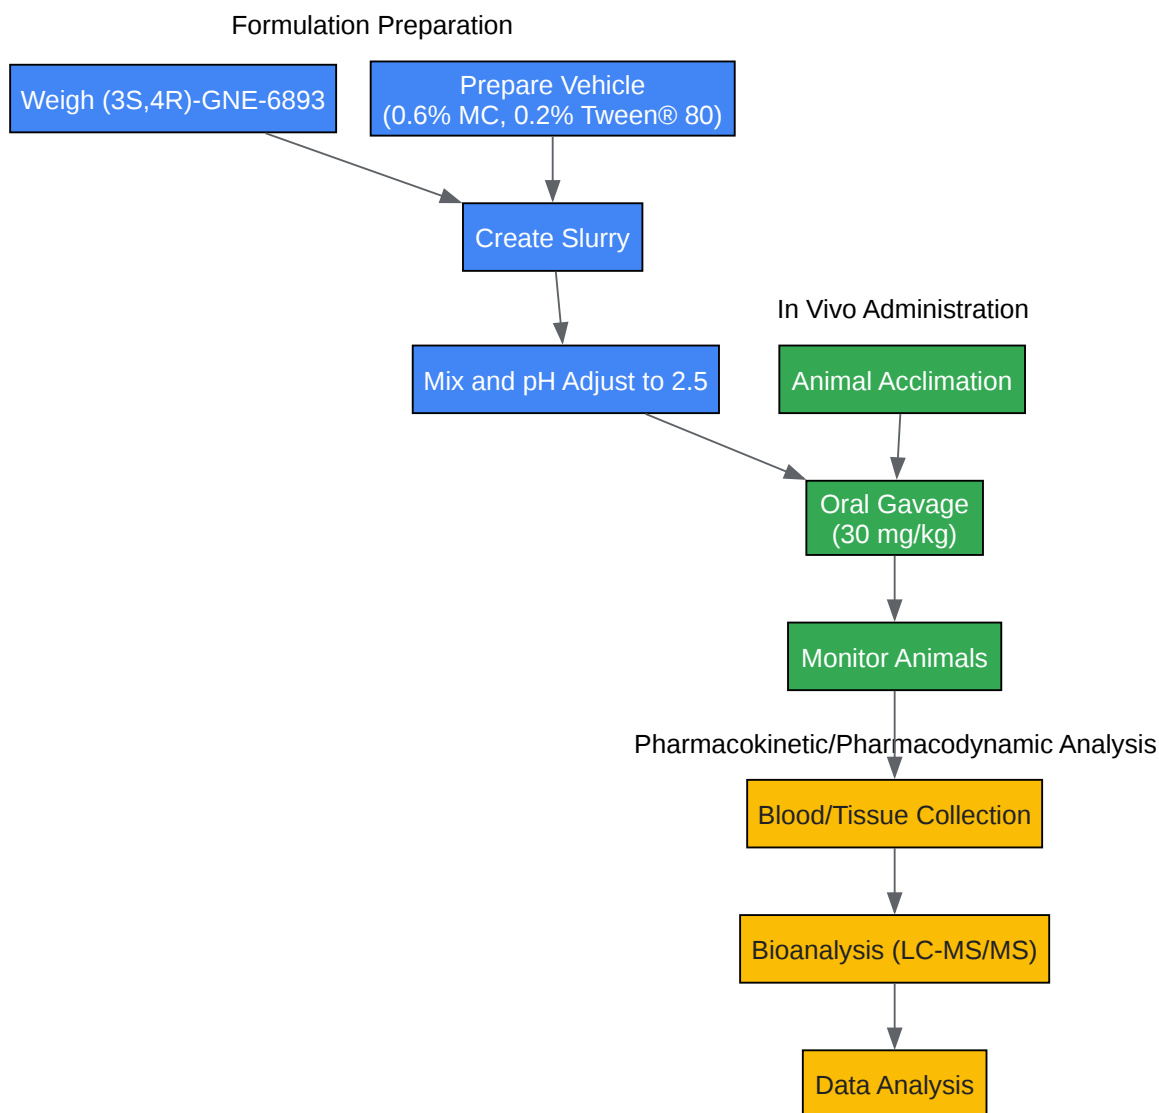 Formulation Preparation
Weigh (3S,4R)-GNE-6893
Prepare Vehicle
(0.6% MC, 0.2% Tween® 80)
Create Slurry
In Vivo Administration
Mix and pH Adjust to 2.5
Animal Acclimation
Oral Gavage
(30 mg/kg)
Monitor Animals
Pharmacokinetic/Pharmacodynamic Analysis
Blood/Tissue Collection
Bioanalysis (LC-MS/MS)
Data Analysis